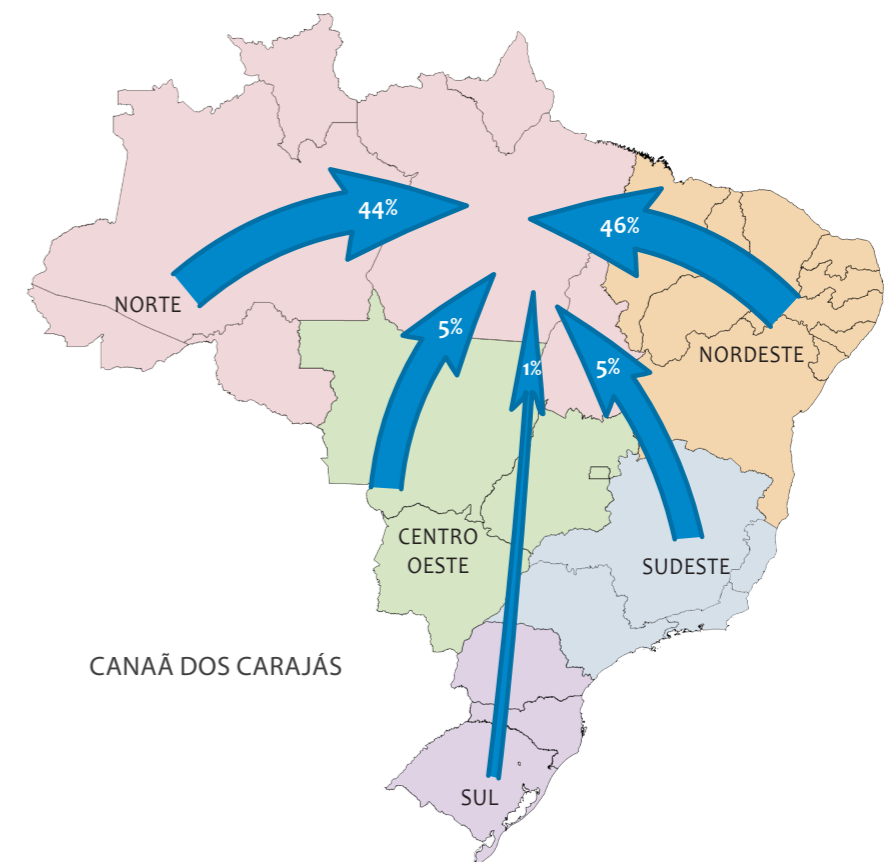 44%
46%
NORTE
5%
1%
5%
NORDESTE
CENTRO
OESTE
SUDESTE
CANAÃ DOS CARAJÁS
SUL